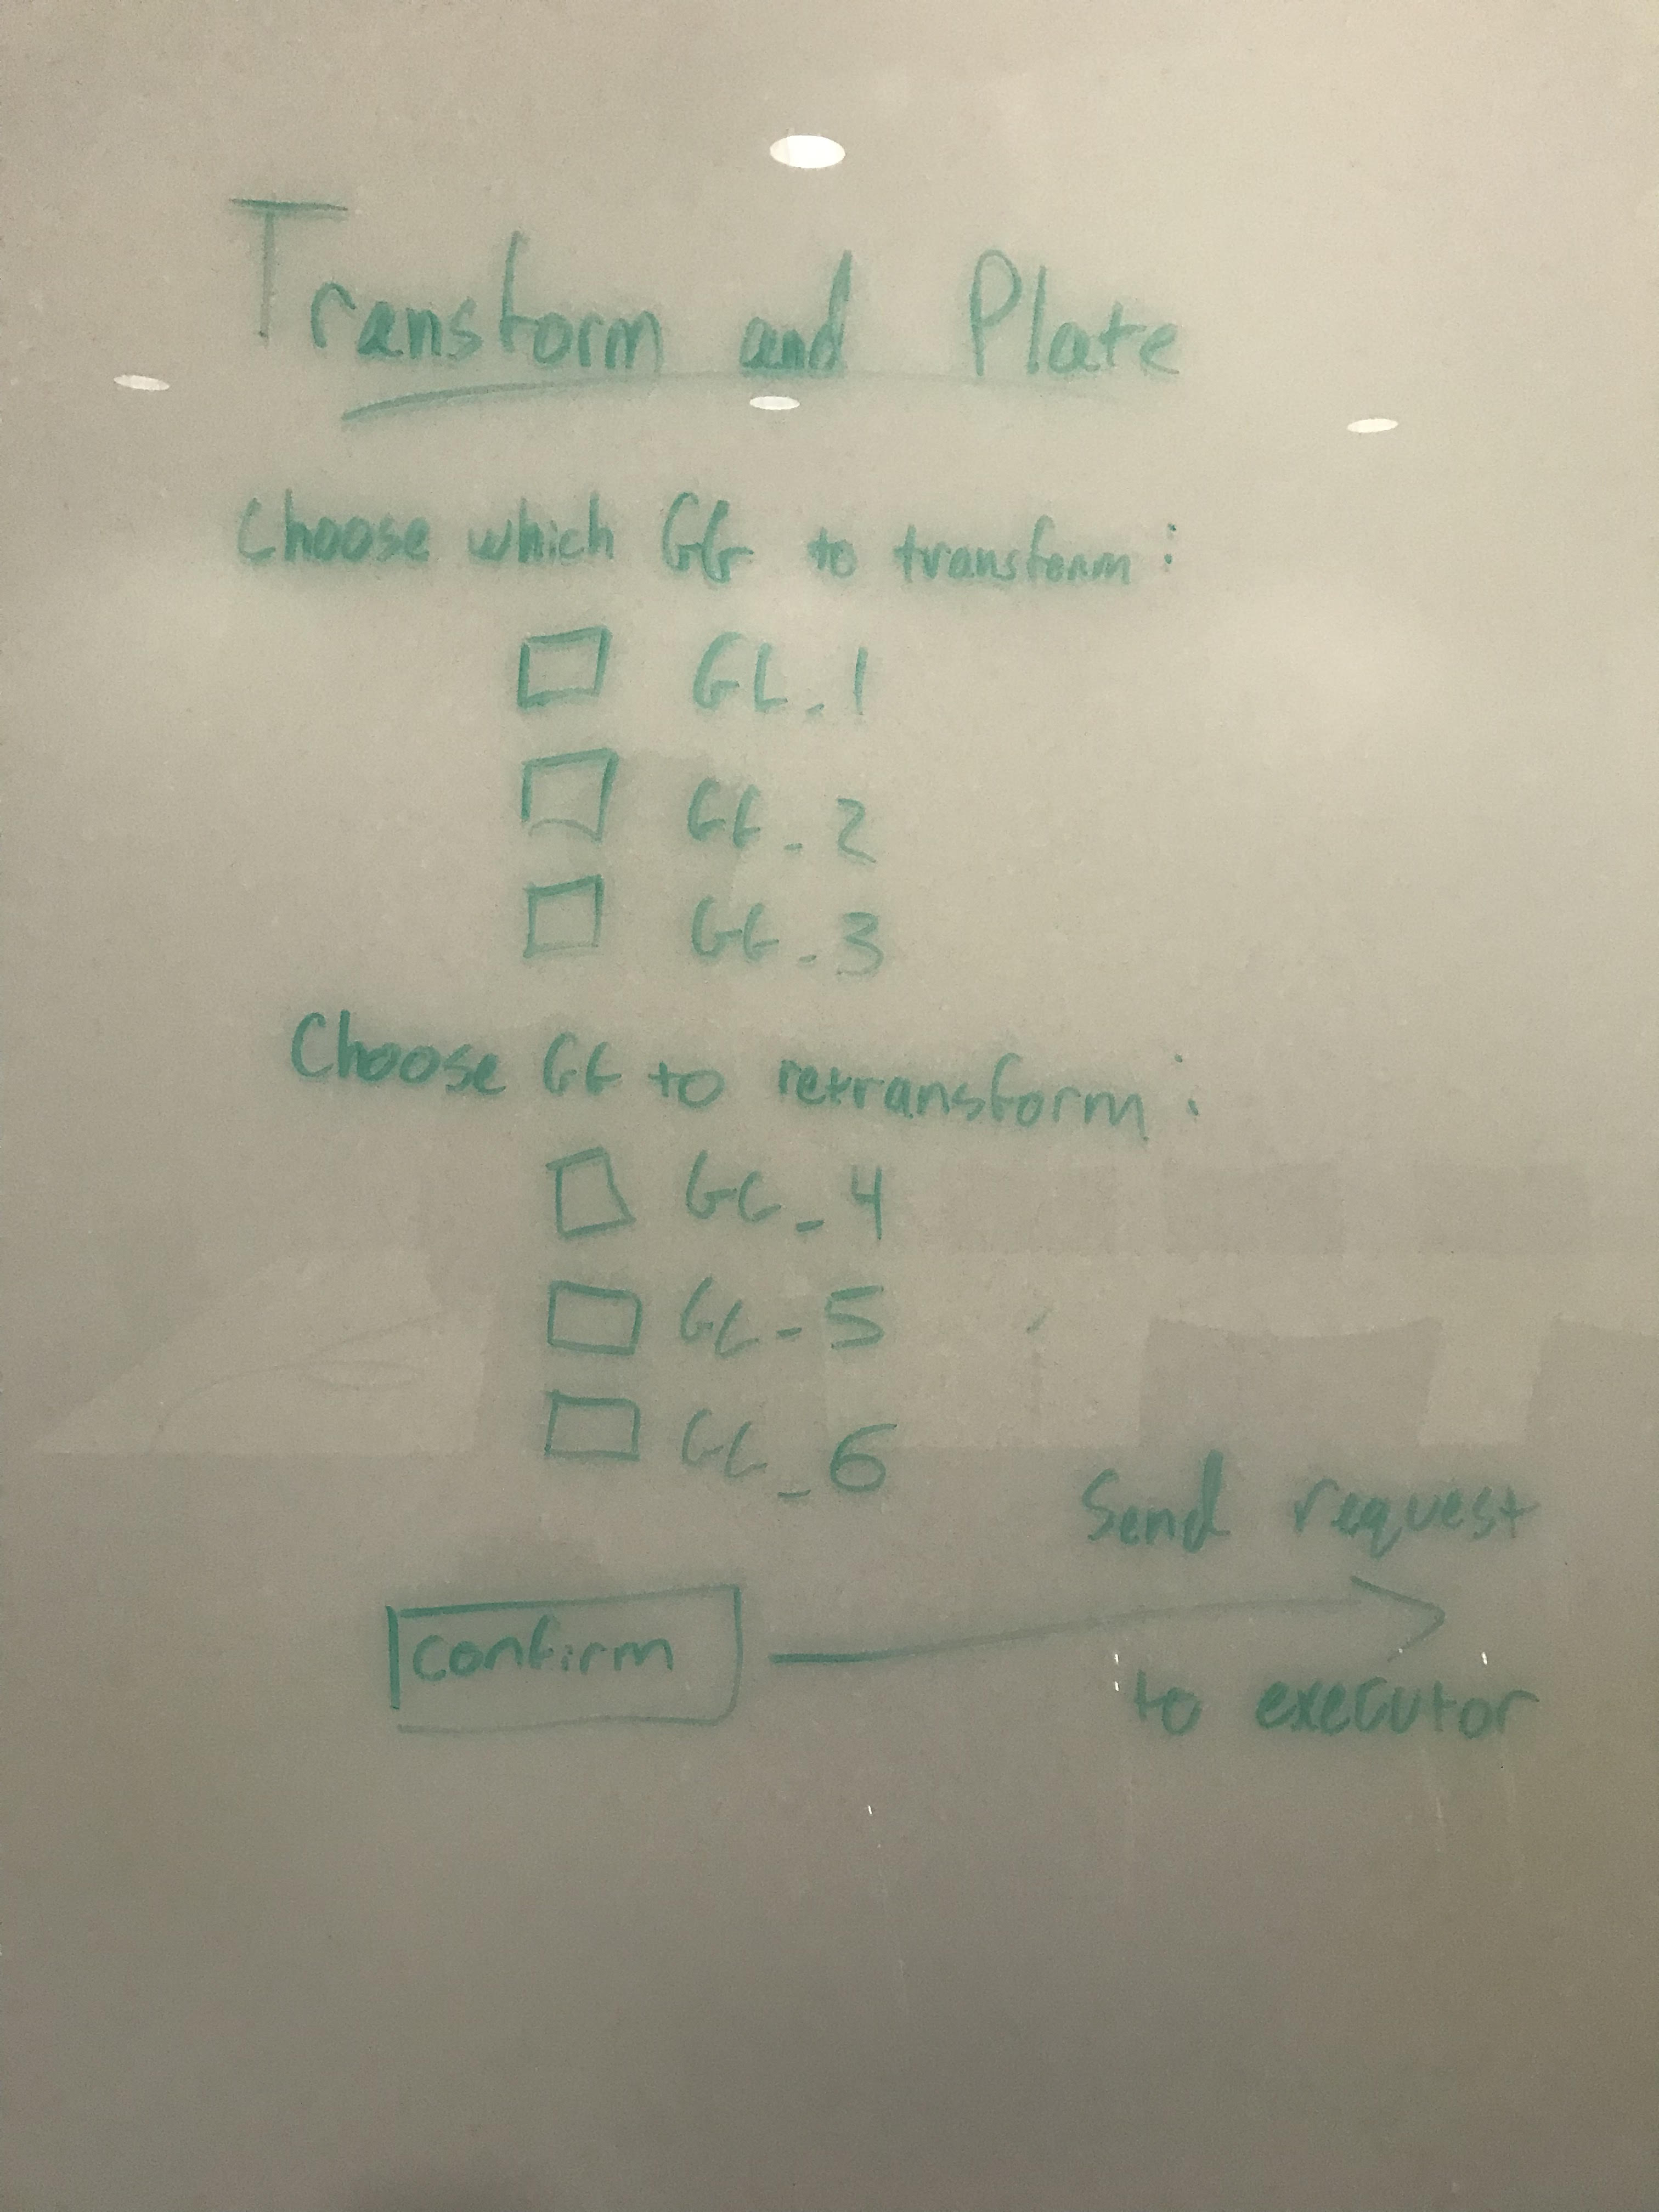 Transform and Plate
Choose which GG to transform:
GG_1
GG_2
GG_3
Choose GG to retransform:
GG_4
GG_5
GG_6
Send request
confirm
to executor